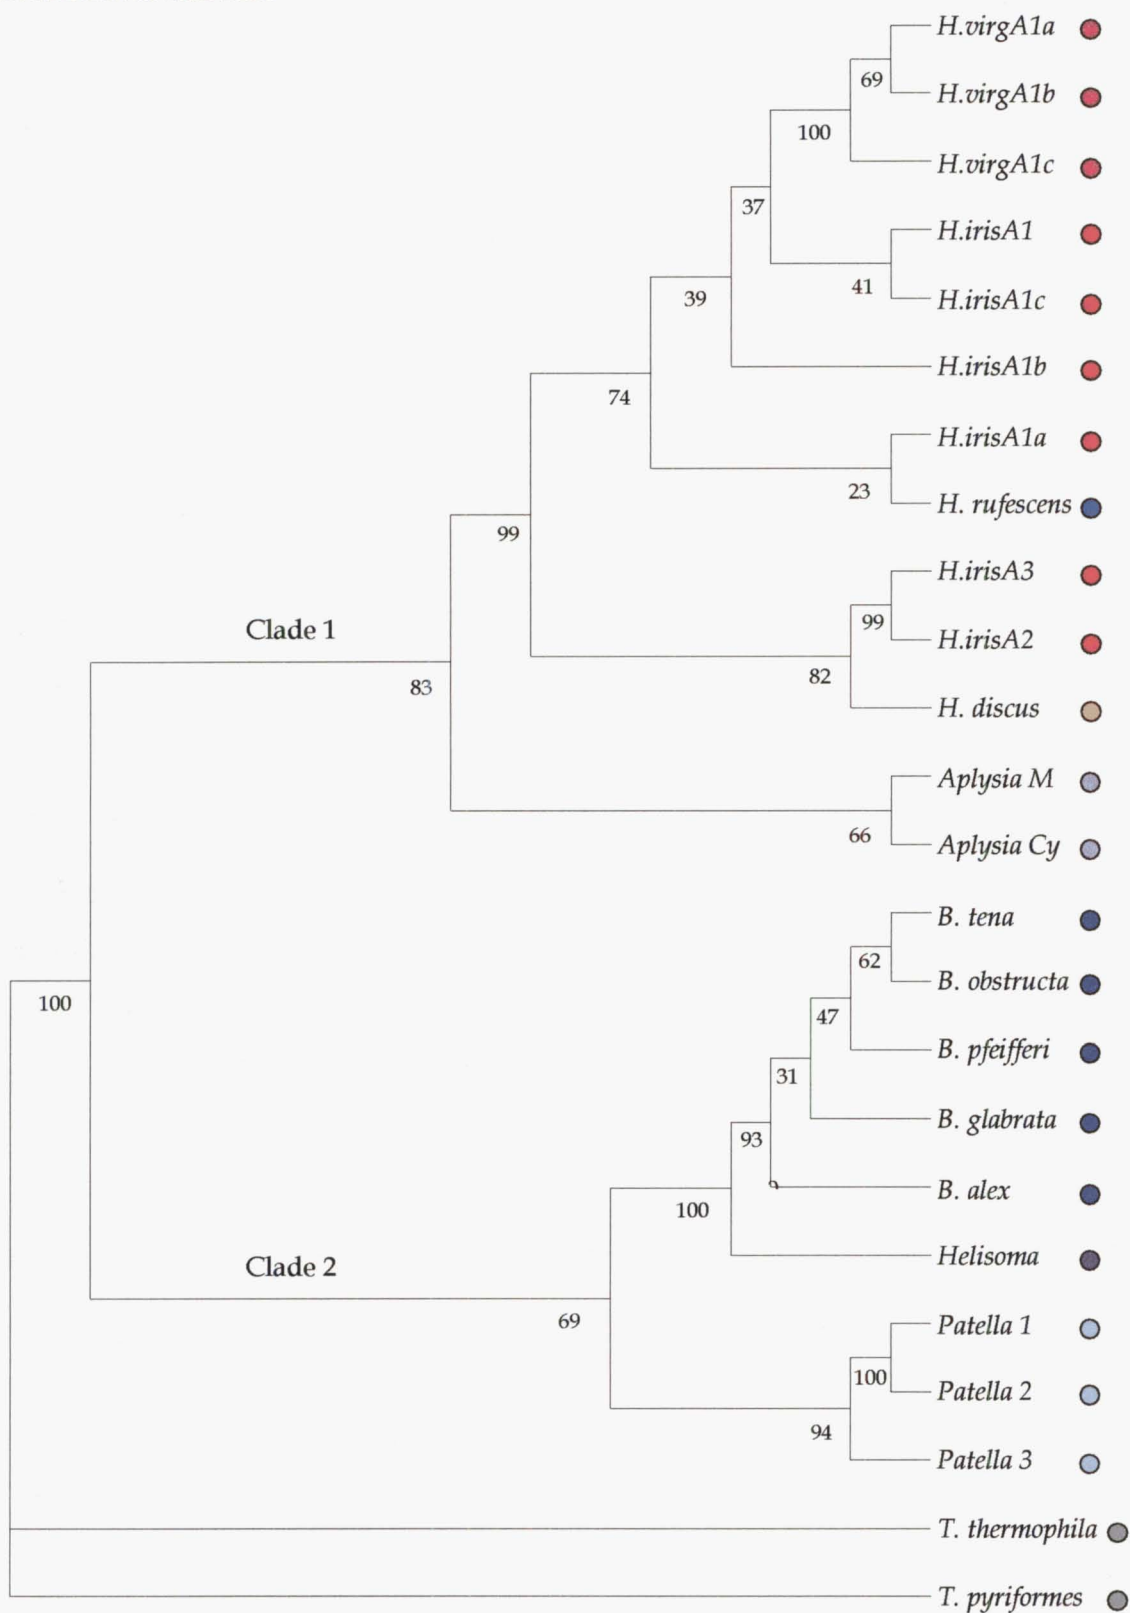 H.virgA1a
69
H.virgA1b
100
H.virgA1c
37
H.irisA1
41
H.irisA1c
39
H.irisA1b
74
H.irisA1a
23
H. rufescens
99
H.irisA3
99
H.irisA2
Clade 1
82
83
H. discus
Aplysia M
66
Aplysia Cy
B. tena
62
B. obstructa
100
47
B. pfeifferi
31
B. glabrata
93
B. alex
100
Helisoma
Clade 2
69
Patella 1
100
Patella 2
94
Patella 3
T. thermophila
T. pyriformes